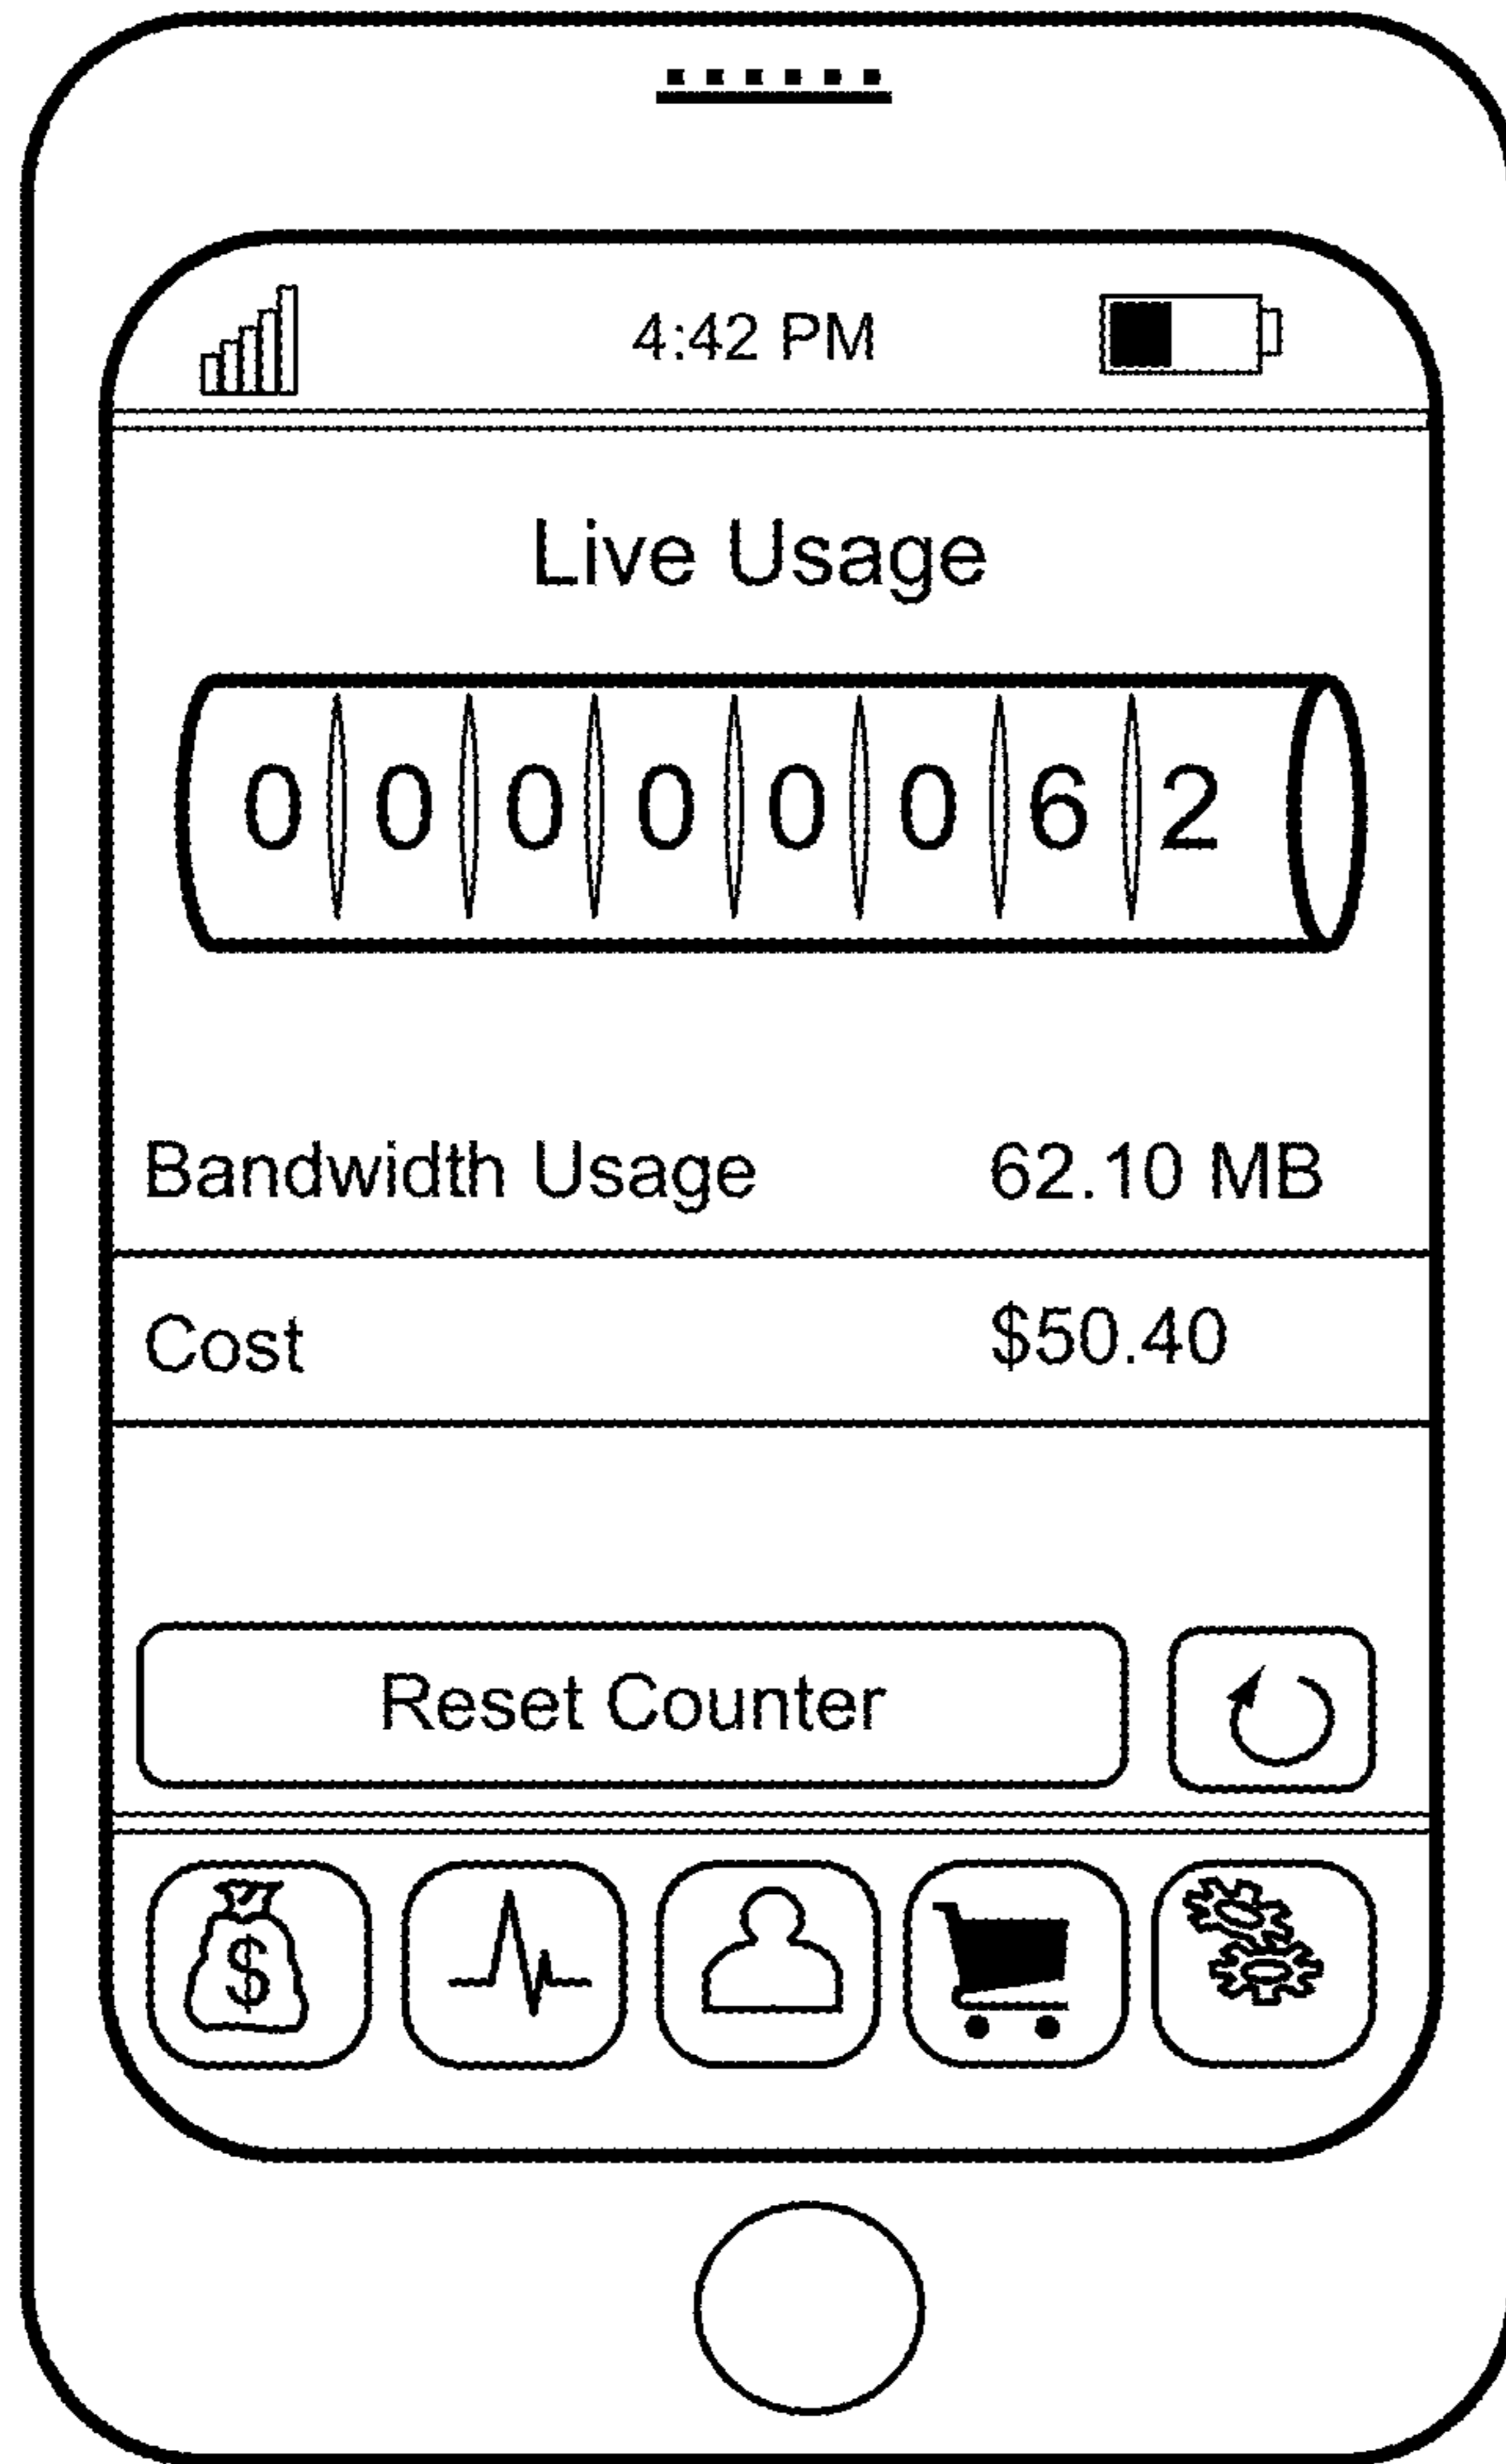 4:42 PM
Live Usage
0 0 0 0 0 0 6 2
Bandwidth Usage 62.10 MB
Cost $50.40
Reset Counter
$